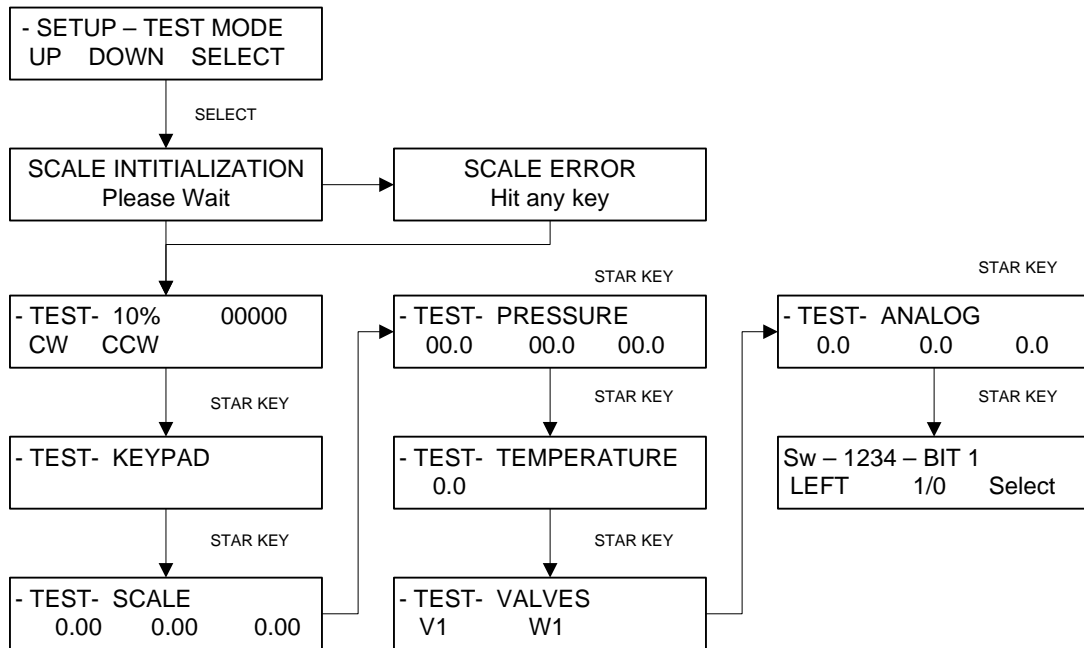 - SETUP – TEST MODE
UP DOWN SELECT
SELECT
SCALE INTITIALIZATION
Please Wait
SCALE ERROR
Hit any key
- TEST- 10% 00000
CW CCW
STAR KEY
- TEST- KEYPAD
STAR KEY
- TEST- SCALE
0.00 0.00 0.00
STAR KEY
- TEST- PRESSURE
00.0 00.0 00.0
STAR KEY
- TEST- TEMPERATURE
0.0
STAR KEY
- TEST- VALVES
V1 W1
STAR KEY
- TEST- ANALOG
0.0 0.0 0.0
STAR KEY
Sw – 1234 – BIT 1
LEFT 1/0 Select